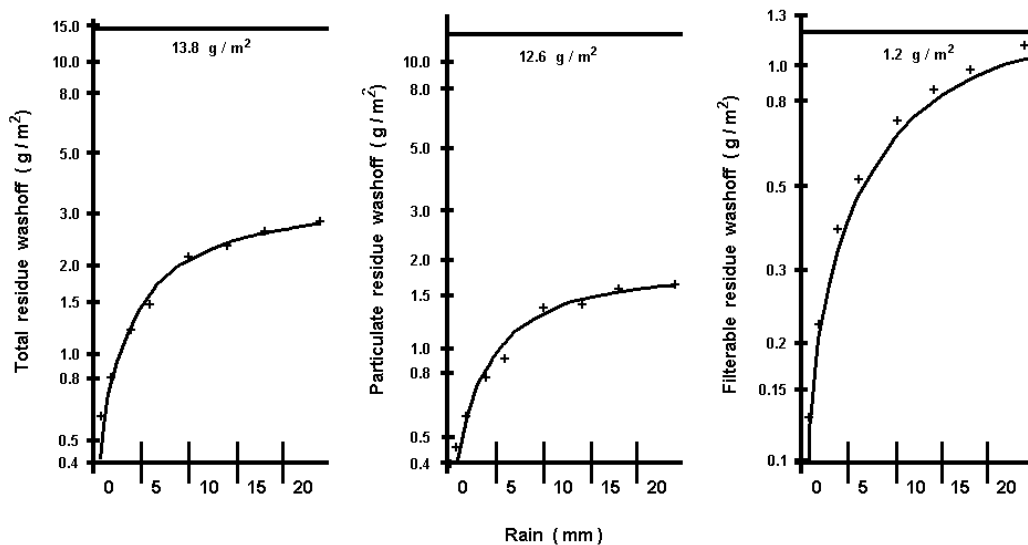 Total residue washoff ( g / m2 )
15.0
10.0
8.0
5.0
3.0
2.0
1.5
1.0
0.8
0.5
0.4
13.8 g / m2
0 5 10 15 20
Particulate residue washoff ( g / m2 )
10.0
8.0
5.0
3.0
2.0
1.5
1.0
0.8
0.5
0.4
12.6 g / m2
0 5 10 15 20
Filterable residue washoff ( g / m2 )
1.3
1.0
0.8
0.5
0.3
0.2
0.15
0.1
1.2 g / m2
0 5 10 15 20
Rain ( mm )